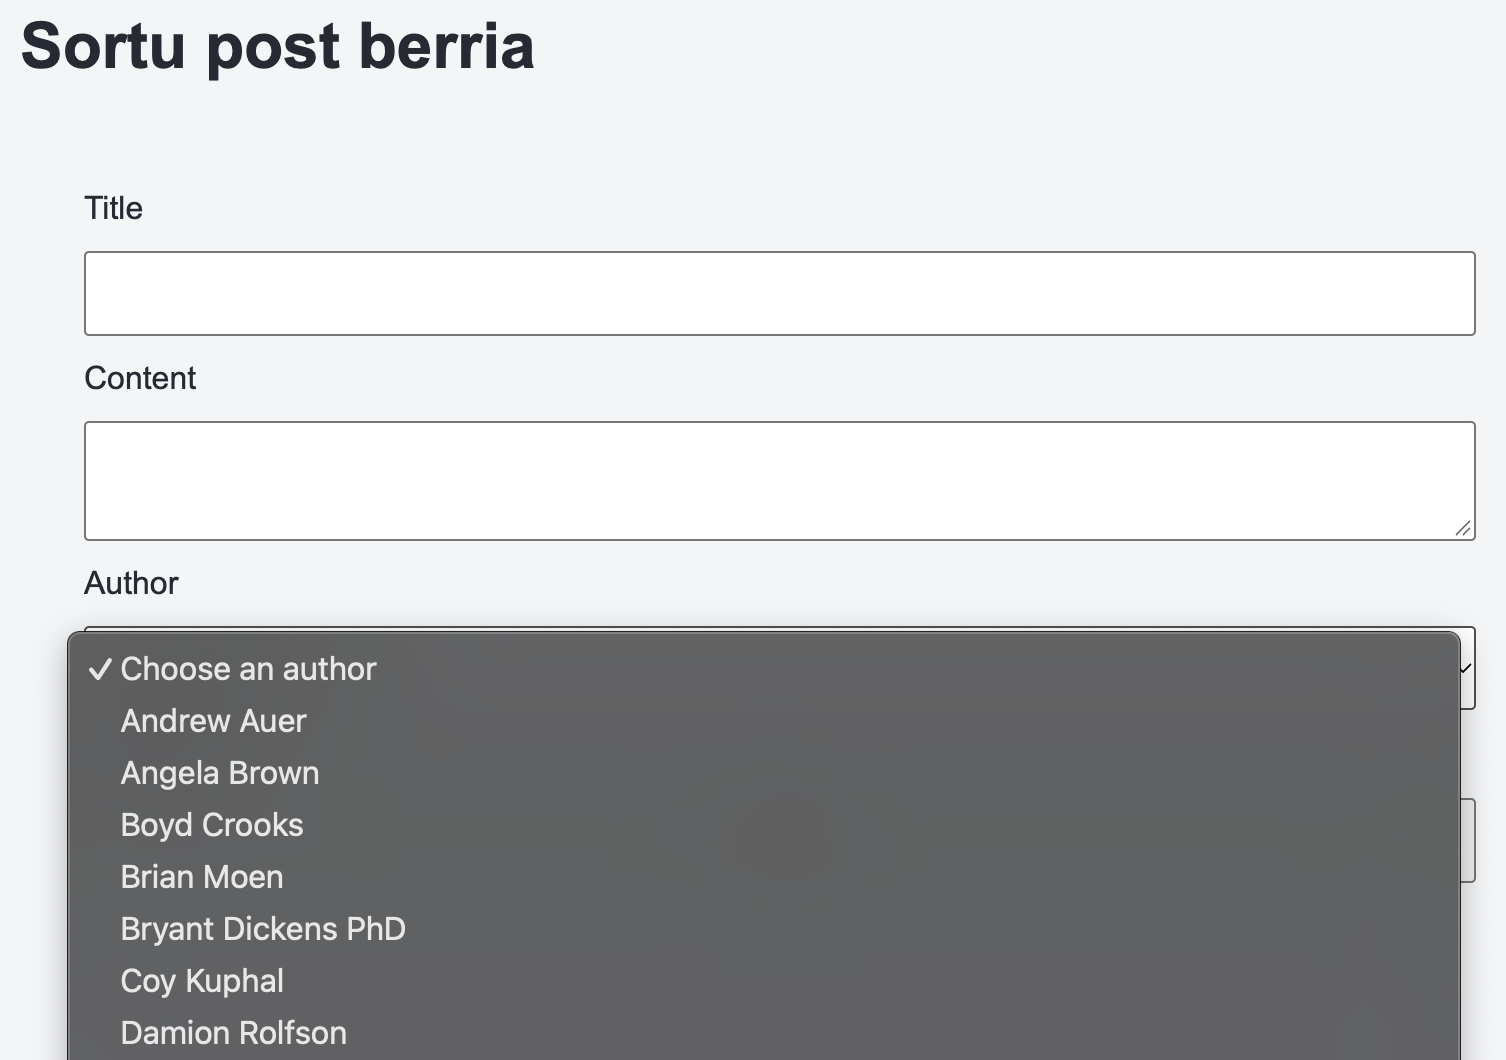 Sortu post berria
Title
Content
Author
Choose an author
Andrew Auer
Angela Brown
Boyd Crooks
Brian Moen
Bryant Dickens PhD
Coy Kuphal
Damion Rolfson